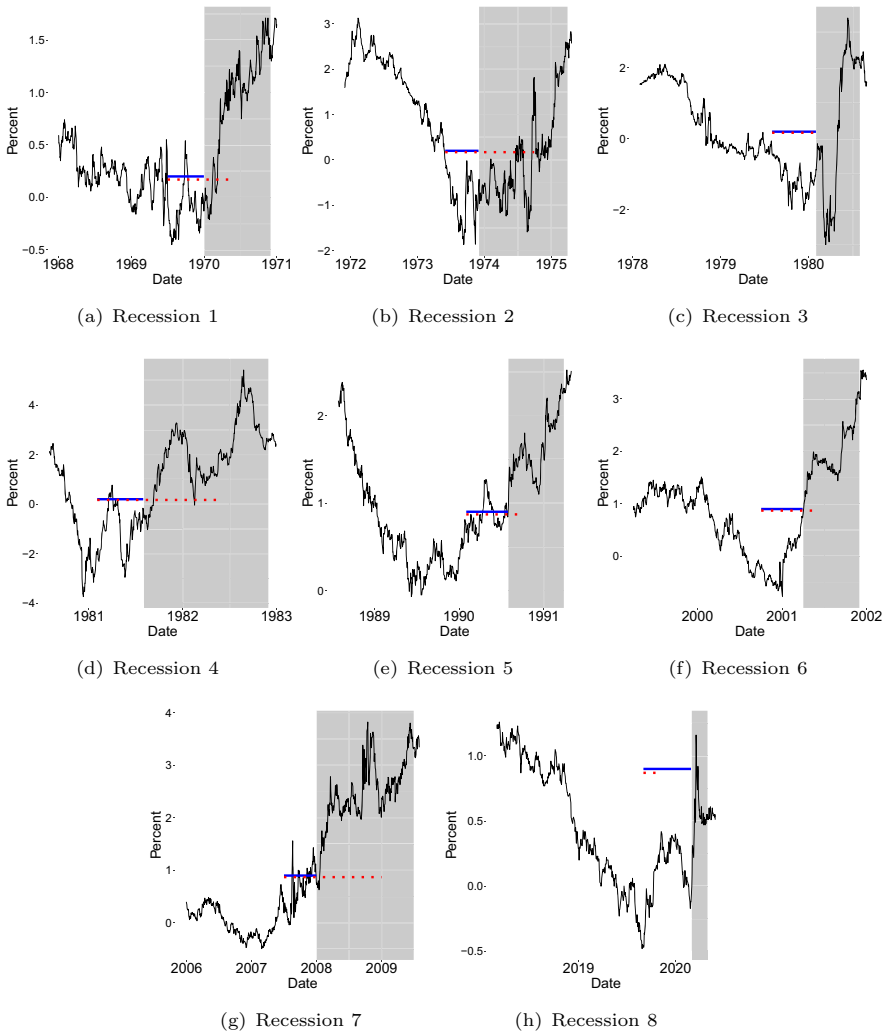 1.5-
1.0-
0.5-
0.0-
−0.5-
Percent
1968 1969 1970 1971
Date
(a) Recession 1
3-
2-
1-
0-
−1-
−2-
Percent
1972 1973 1974 1975
Date
(b) Recession 2
2-
0-
−2-
Percent
1978 1979 1980
Date
(c) Recession 3
4-
2-
0-
−2-
−4-
Percent
1981 1982 1983
Date
(d) Recession 4
2-
1-
0-
Percent
1989 1990 1991
Date
(e) Recession 5
3-
2-
1-
0-
Percent
2000 2001 2002
Date
(f) Recession 6
4-
3-
2-
1-
0-
Percent
2006 2007 2008 2009
Date
(g) Recession 7
1.0-
0.5-
0.0-
−0.5-
Percent
2019 2020
Date
(h) Recession 8